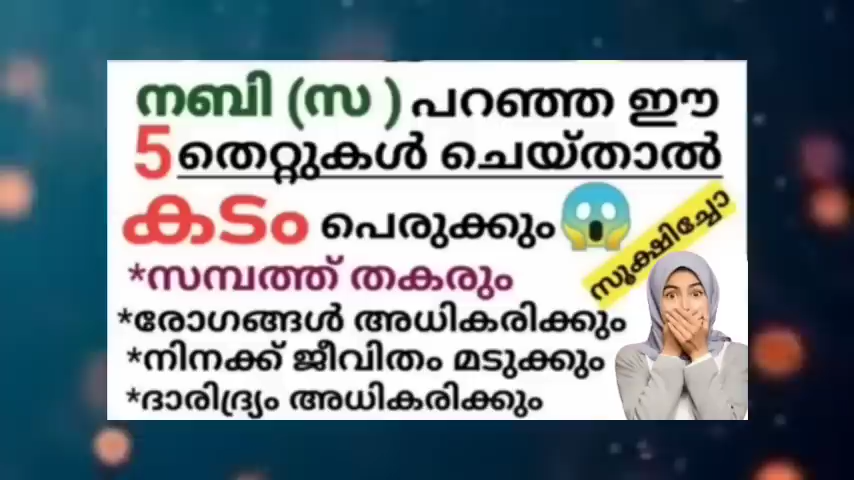 നബി (സ ) പറഞ്ഞ ഈ
5 തെറ്റുകൾ ചെയ്താൽ
കടം പെരുക്കും
സൂക്ഷിച്ചോ
*സമ്പത്ത് തകരും
*രോഗങ്ങൾ അധികരിക്കും
*നിനക്ക് ജീവിതം മടുക്കും
*ദാരിദ്ര്യം അധികരിക്കും